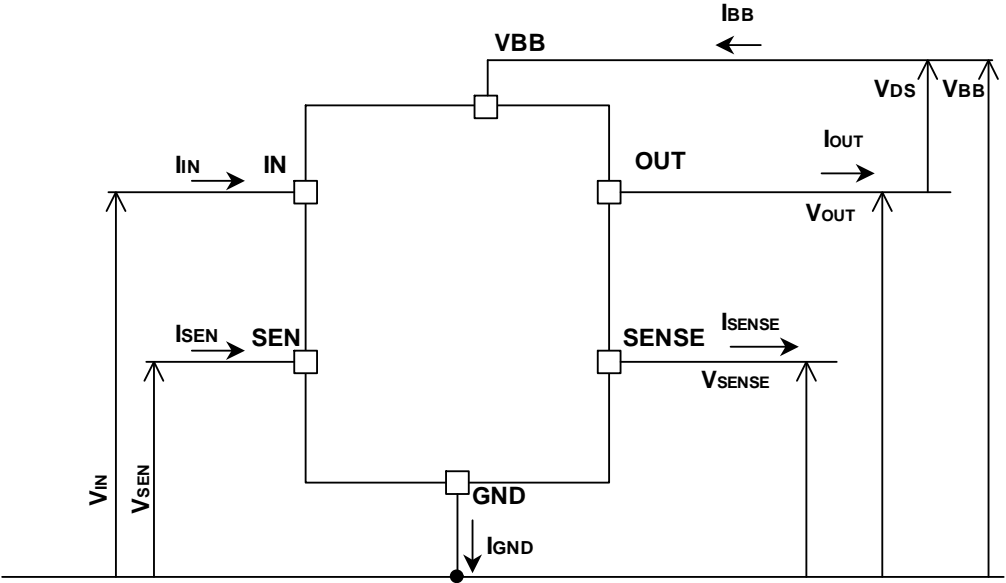 IBB
VBB
VDS VBB
IOUT
IIN IN OUT
VOUT
ISEN SEN SENSE ISENSE
VSENSE
VIN
VSEN
GND
IGND